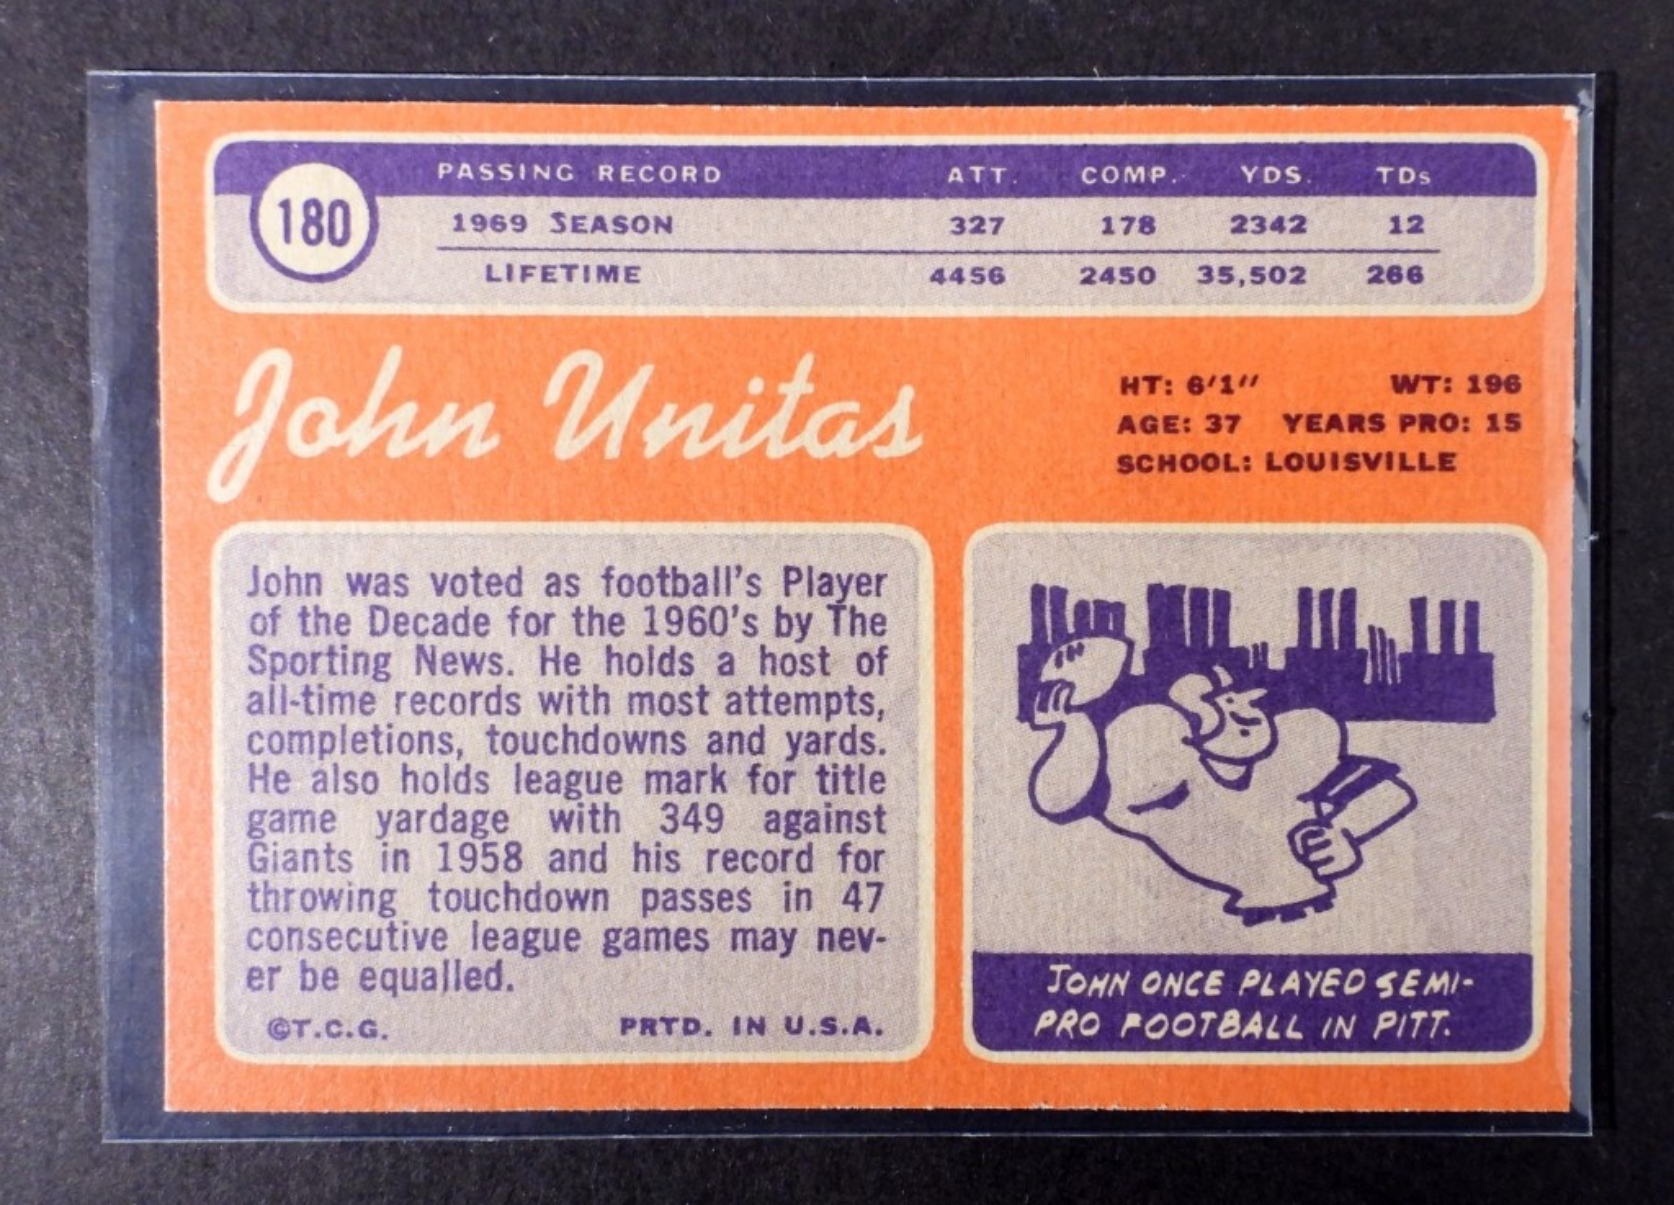 180
PASSING RECORD ATT. COMP. YDS. TDs
1969 SEASON 327 178 2342 12
LIFETIME 4456 2450 35,502 266
John Unitas
HT: 6'1" WT: 196
AGE: 37 YEARS PRO: 15
SCHOOL: LOUISVILLE
John was voted as football's Player
of the Decade for the 1960's by The
Sporting News. He holds a host of
all-time records with most attempts,
completions, touchdowns and yards.
He also holds league mark for title
game yardage with 349 against
Giants in 1958 and his record for
throwing touchdown passes in 47
consecutive league games may nev-
er be equalled.
©T.C.G. PRTD. IN U.S.A.
JOHN ONCE PLAYED SEMI-
PRO FOOTBALL IN PITT.